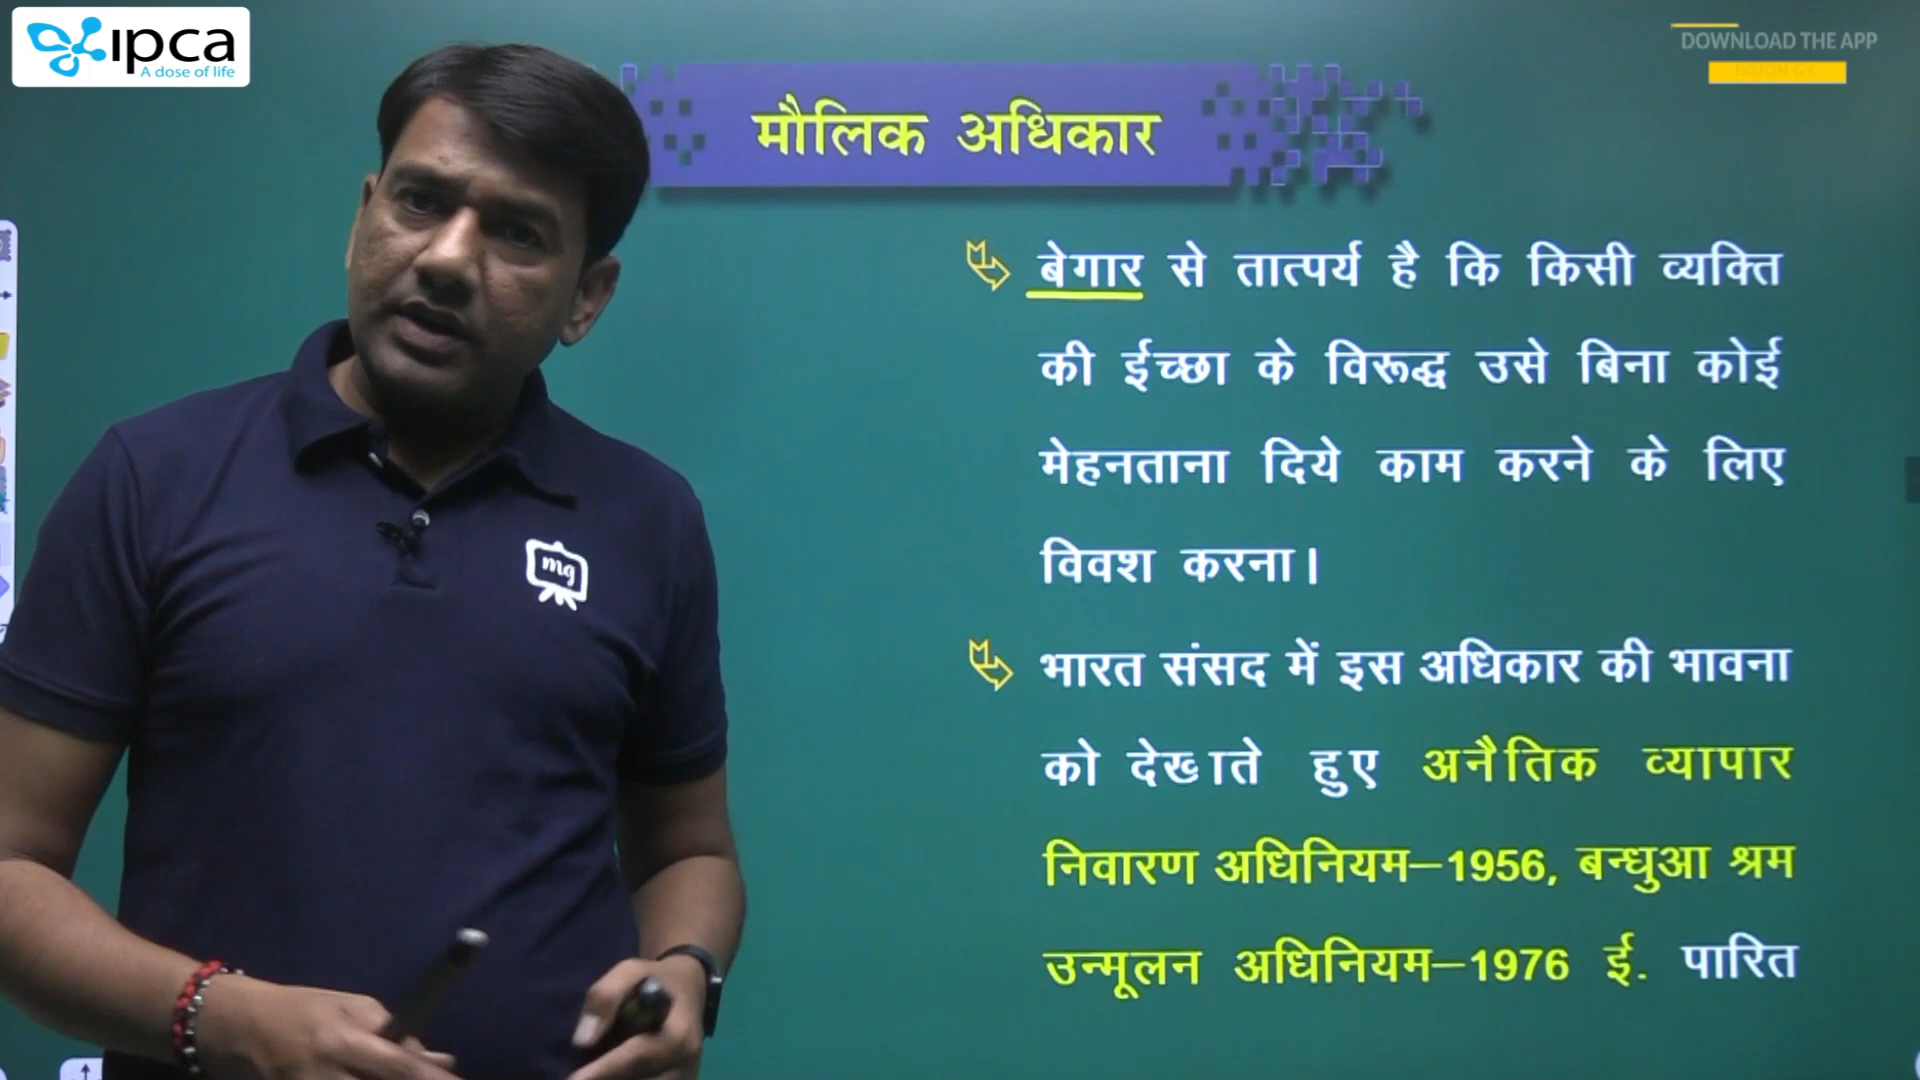 ipca
A dose of life
DOWNLOAD THE APP
मौलिक अधिकार
बेगार से तात्पर्य है कि किसी व्यक्ति
की ईच्छा के विरूद्ध उसे बिना कोई
मेहनताना दिये काम करने के लिए
विवश करना।
भारत संसद में इस अधिकार की भावना
को देखाते हुए अनैतिक व्यापार
निवारण अधिनियम–1956, बन्धुआ श्रम
उन्मूलन अधिनियम–1976 ई. पारित
mg